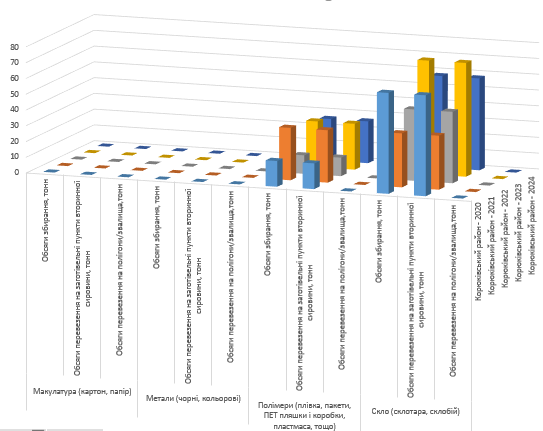 80
70
60
50
40
30
20
10
0
Обсяги збирання, тонн
Обсяги перевезення на заготівельні пункти вторинної
сировини, тонн
Обсяги перевезення на полігони/звалища,тонн
Обсяги збирання, тонн
Обсяги перевезення на заготівельні пункти вторинної
сировини, тонн
Обсяги перевезення на полігони/звалища,тонн
Обсяги збирання, тонн
Обсяги перевезення на заготівельні пункти вторинної
сировини, тонн
Обсяги перевезення на полігони/звалища,тонн
Обсяги збирання, тонн
Обсяги перевезення на заготівельні пункти вторинної
сировини, тонн
Обсяги перевезення на полігони/звалища,тонн
Корюківський район - 2020
Корюківський район - 2021
Корюківський район - 2022
Корюківський район - 2023
Корюківський район - 2024
Макулатура (картон, папір)
Метали (чорні, кольорові)
Полімери (плівка, пакети,
ПЕТ пляшки і коробки,
пластмаса, тощо)
Скло (склотара, склобій)